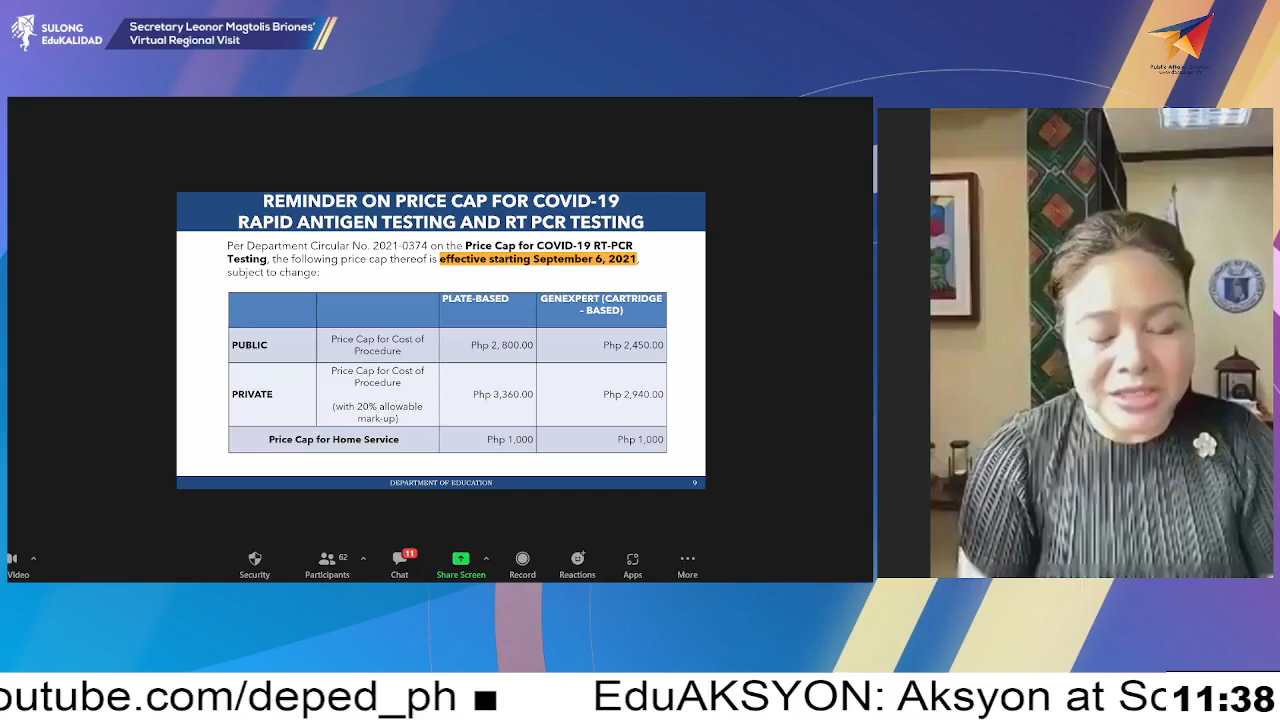 SULONG
EduKALIDAD
Secretary Leonor Magtolis Briones'
Virtual Regional Visit
REMINDER ON PRICE CAP FOR COVID-19
RAPID ANTIGEN TESTING AND RT PCR TESTING
Per Department Circular No. 2021-0374 on the Price Cap for COVID-19 RT-PCR
Testing, the following price cap thereof is effective starting September 6, 2021,
subject to change:
PLATE-BASED
GENEXPERT (CARTRIDGE
– BASED)
PUBLIC
Price Cap for Cost of
Procedure
Php 2, 800.00
Php 2,450.00
PRIVATE
Price Cap for Cost of
Procedure
(with 20% allowable
mark-up)
Php 3,360.00
Php 2,940.00
Price Cap for Home Service
Php 1,000
Php 1,000
DEPARTMENT OF EDUCATION
9
Video
Security
Participants
62
Chat
11
Share Screen
Record
Reactions
Apps
More
outube.com/deped_ph ■ EduAKSYON: Aksyon at So
11:38